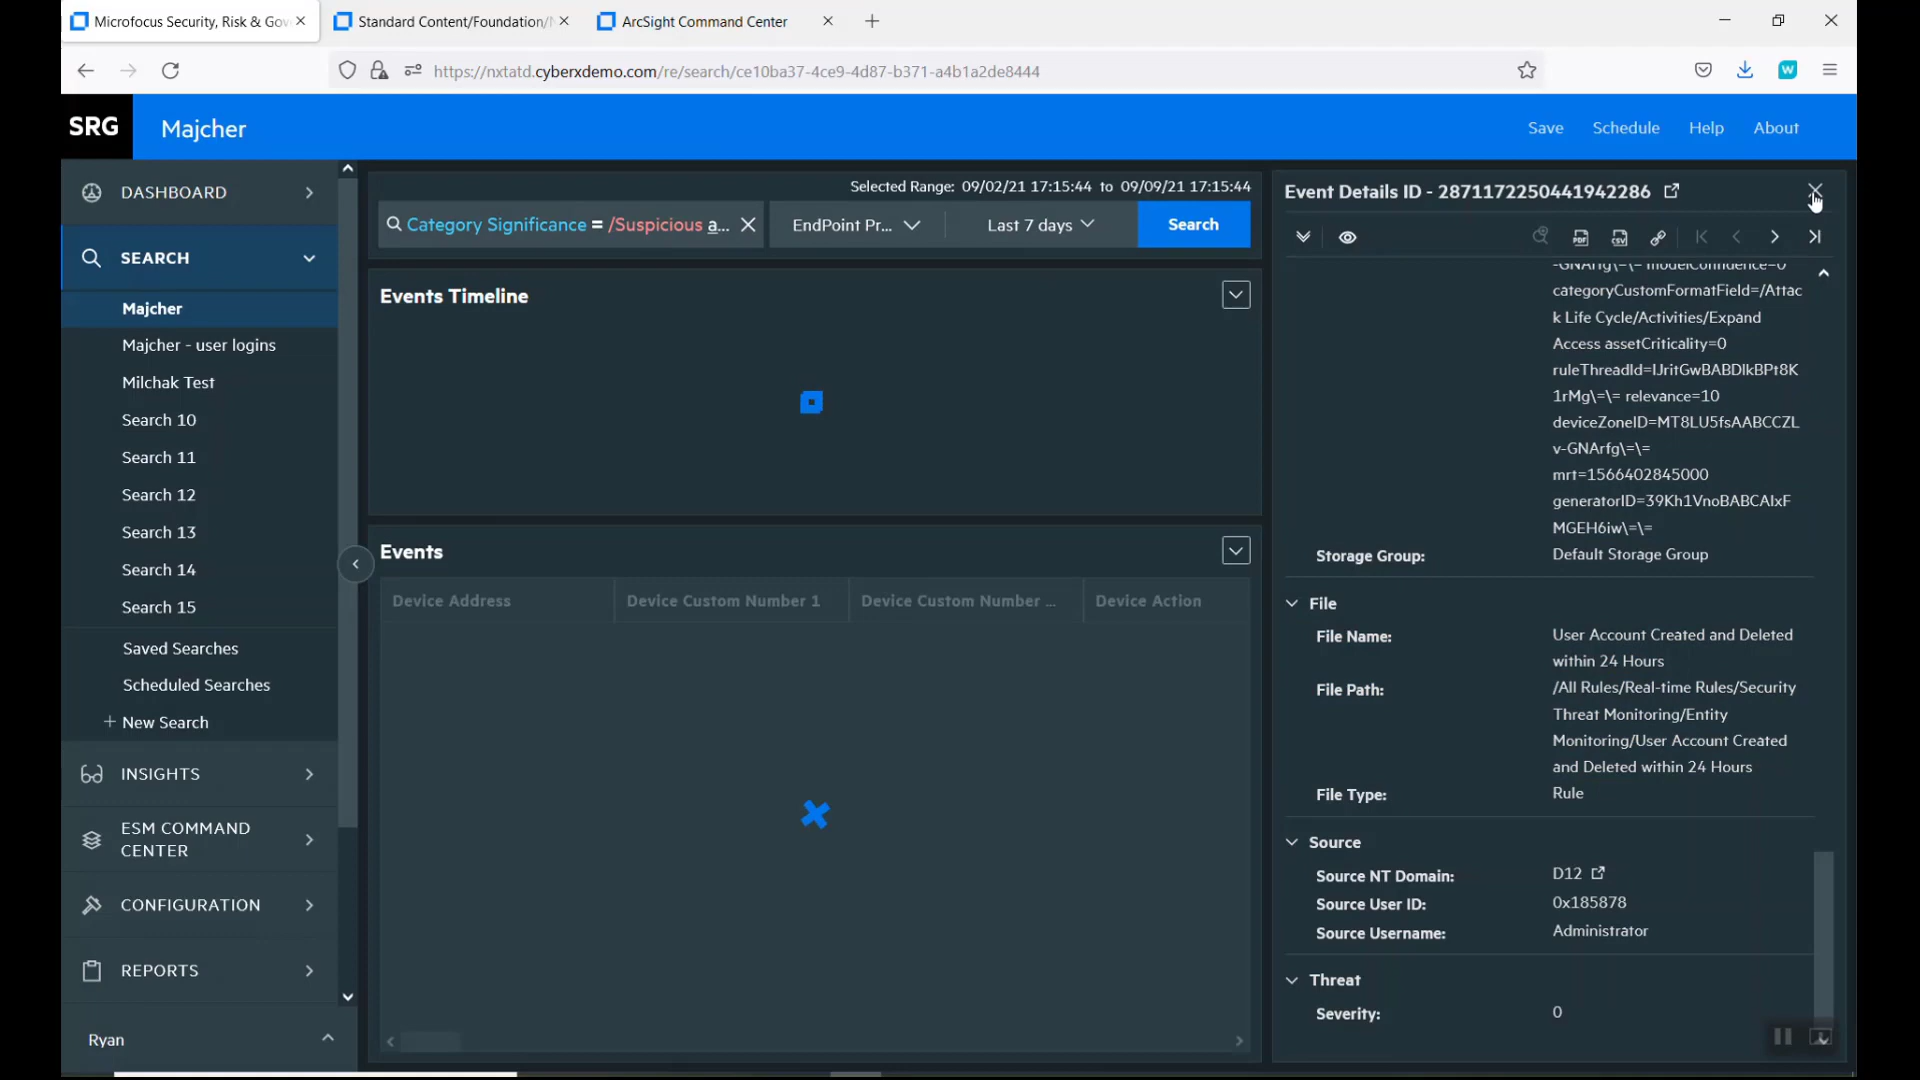 Microfocus Security, Risk & Gov
Standard Content/Foundation/
ArcSight Command Center
https://nxtatd.cyberxdemo.com/re/search/ce10ba37-4ce9-4d87-b371-a4b1a2de8444
SRG
Majcher
Save
Schedule
Help
About
DASHBOARD
SEARCH
Majcher
Majcher - user logins
Milchak Test
Search 10
Search 11
Search 12
Search 13
Search 14
Search 15
Saved Searches
Scheduled Searches
+ New Search
INSIGHTS
ESM COMMAND
CENTER
CONFIGURATION
REPORTS
Ryan
Selected Range: 09/02/21 17:15:44 to 09/09/21 17:15:44
Category Significance = /Suspicious a...
EndPoint Pr...
Last 7 days
Search
Events Timeline
Events
Device Address
Device Custom Number 1
Device Custom Number ...
Device Action
Event Details ID - 2871172250441942286
PDF
CSV
-GNArfg\=\= modelConfidence=0
categoryCustomFormatField=/Attac
k Life Cycle/Activities/Expand
Access assetCriticality=0
ruleThreadId=IJritGwBABDlkBPt8K
1rMg\=\= relevance=10
deviceZoneID=MT8LU5fsAABCCZL
v-GNArfg\=\=
mrt=1566402845000
generatorID=39Kh1VnoBABCAIxF
MGEH6iw\=\=
Storage Group: Default Storage Group
File
File Name: User Account Created and Deleted
within 24 Hours
File Path: /All Rules/Real-time Rules/Security
Threat Monitoring/Entity
Monitoring/User Account Created
and Deleted within 24 Hours
File Type: Rule
Source
Source NT Domain: D12
Source User ID: 0x185878
Source Username: Administrator
Threat
Severity: 0